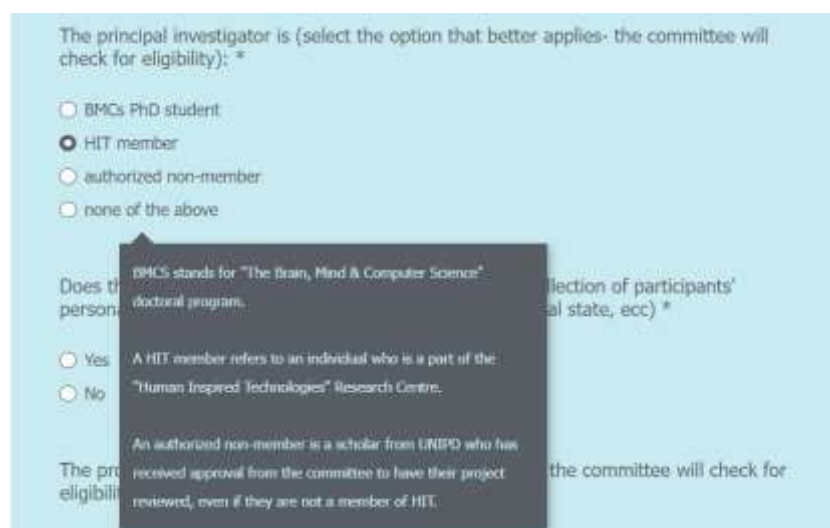 The principal investigator is (select the option that better applies- the committee will
check for eligibility): *
BMCs PhD student
HIT member
authorized non-member
none of the above
BMCS stands for "The Brain, Mind & Computer Science"
doctoral program.
A HIT member refers to an individual who is a part of the
"Human Inspired Technologies" Research Centre.
An authorized non-member is a scholar from UNIPD who has
received approval from the committee to have their project
reviewed, even if they are not a member of HIT.
Does th
llection of participants'
person
al state, ecc) *
Yes
No
The pro
the committee will check for
eligibili